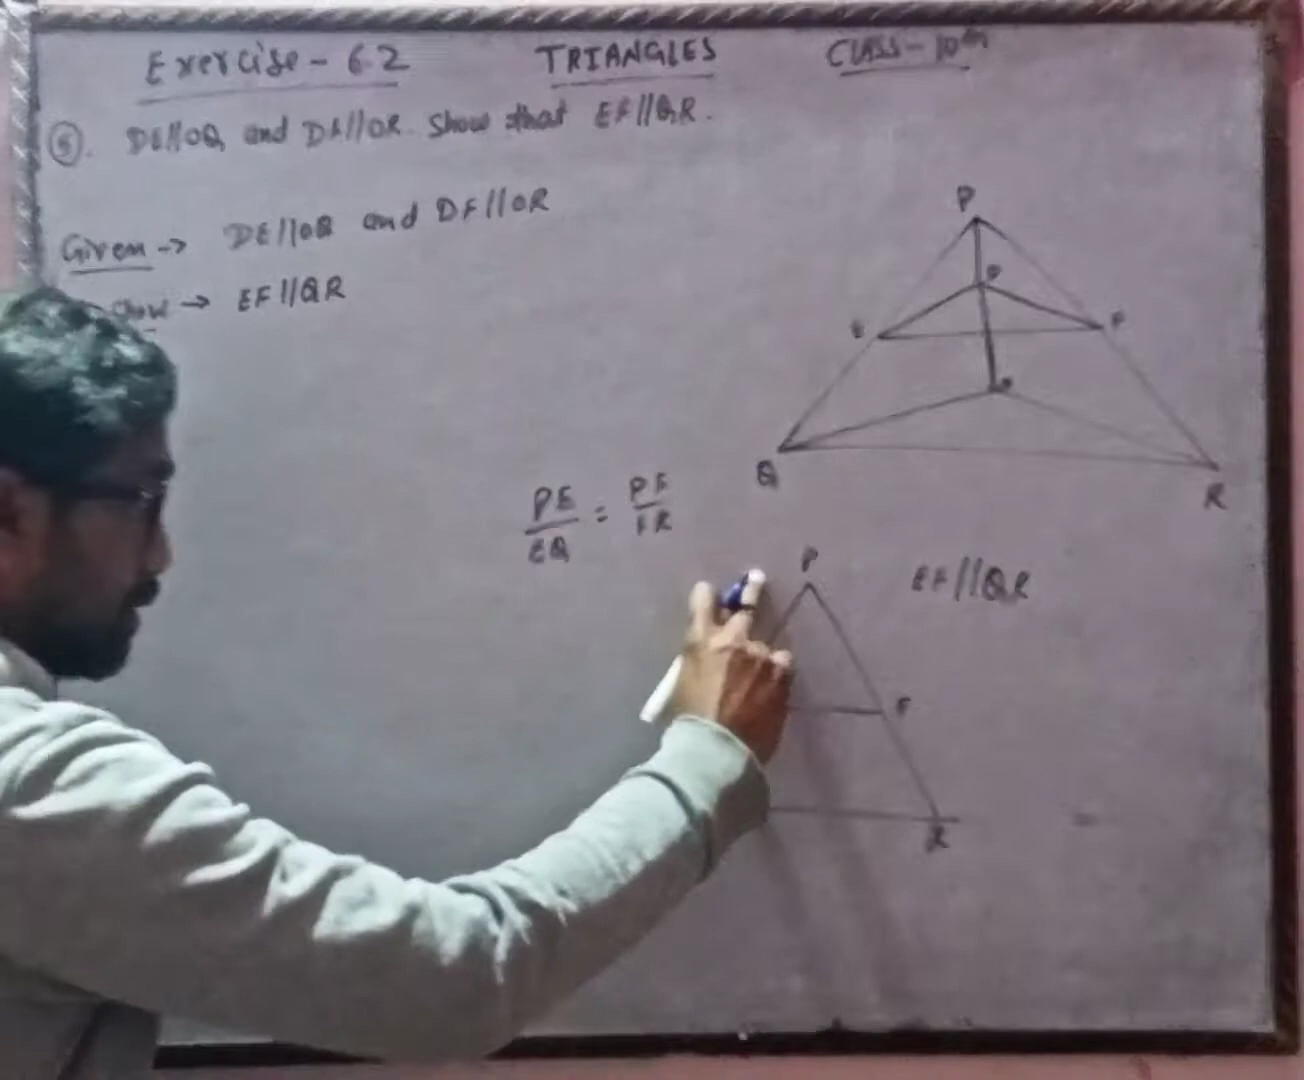 Exercise - 6.2 TRIANGLES CLASS - 10th
5. DE||OQ and DF||OR. Show that EF||QR.
Given → DE||OQ and DF||OR
Show → EF||QR
P
D
E F
O
Q R
PE/EQ = PF/FR
P EF||QR
F
R